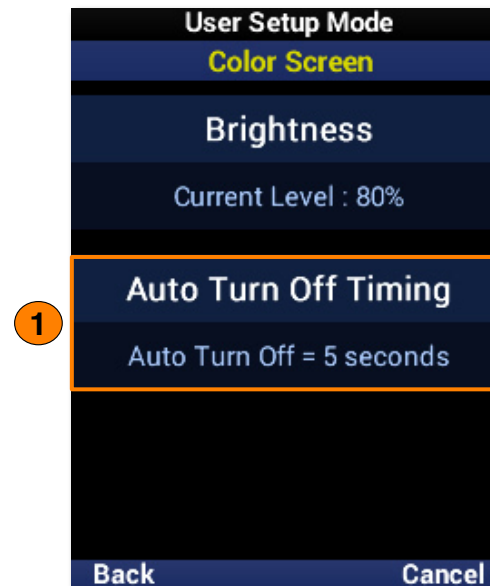 User Setup Mode
Color Screen
Brightness
Current Level : 80%
1
Auto Turn Off Timing
Auto Turn Off = 5 seconds
Back Cancel